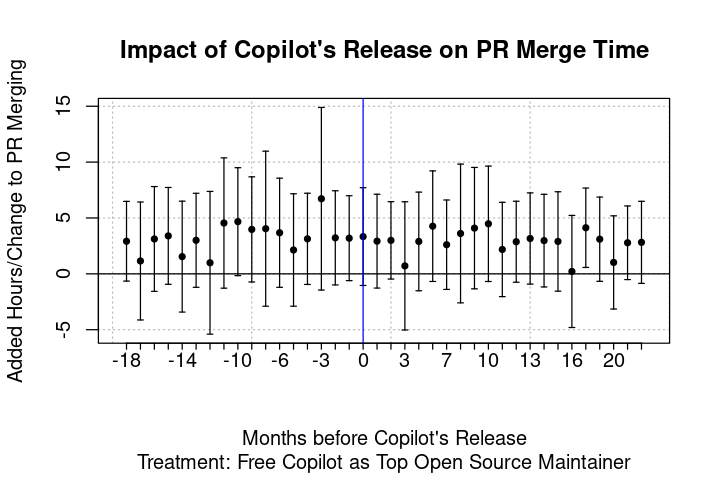 Impact of Copilot's Release on PR Merge Time
Added Hours/Change to PR Merging
15
10
5
0
-5
-18 -14 -10 -6 -3 0 3 7 10 13 16 20
Months before Copilot's Release
Treatment: Free Copilot as Top Open Source Maintainer